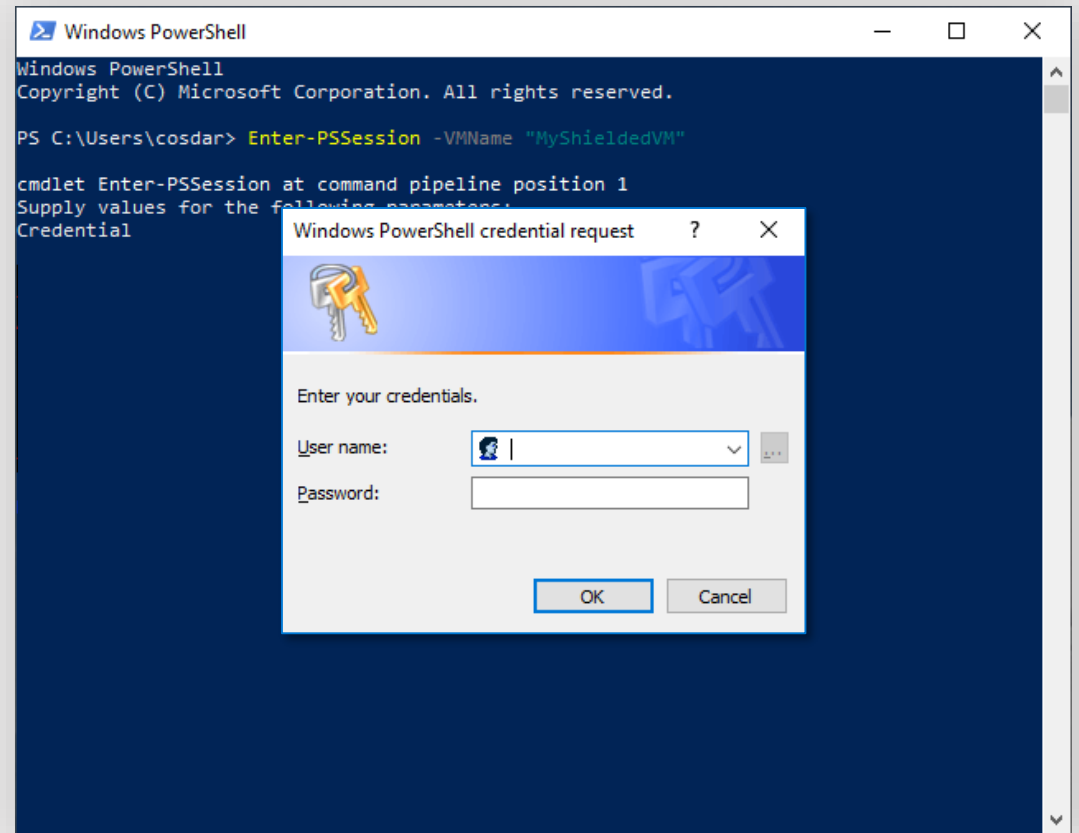 Windows PowerShell
Windows PowerShell
Copyright (C) Microsoft Corporation. All rights reserved.
PS C:\Users\cosdar> Enter-PSSession -VMName "MyShieldedVM"
cmdlet Enter-PSSession at command pipeline position 1
Supply values for the following parameters:
Credential
Windows PowerShell credential request ?
Enter your credentials.
User name:
...
Password:
OK Cancel